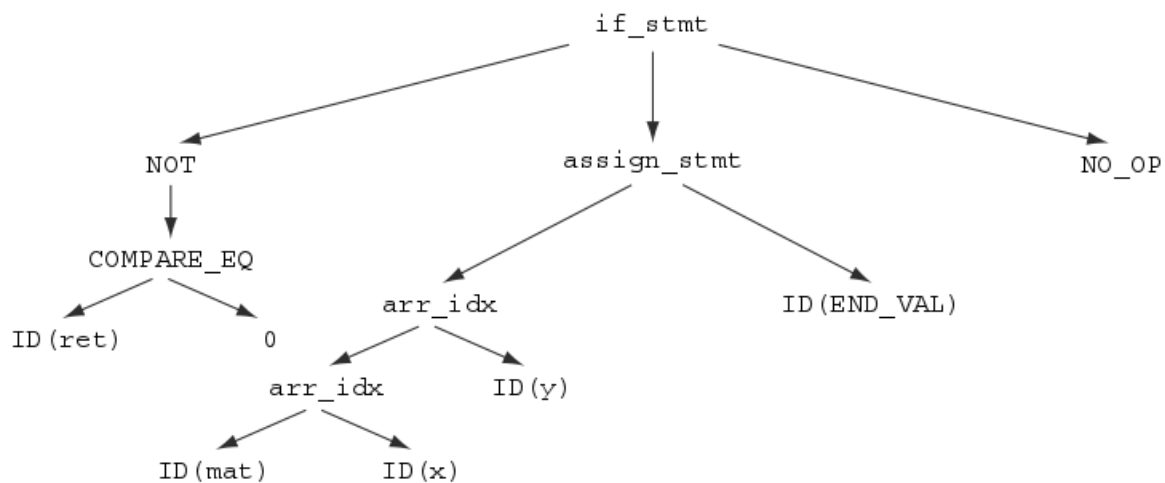 if_stmt
NOT assign_stmt NO_OP
COMPARE_EQ
arr_idx ID(END_VAL)
ID(ret) 0
arr_idx ID(y)
ID(mat) ID(x)